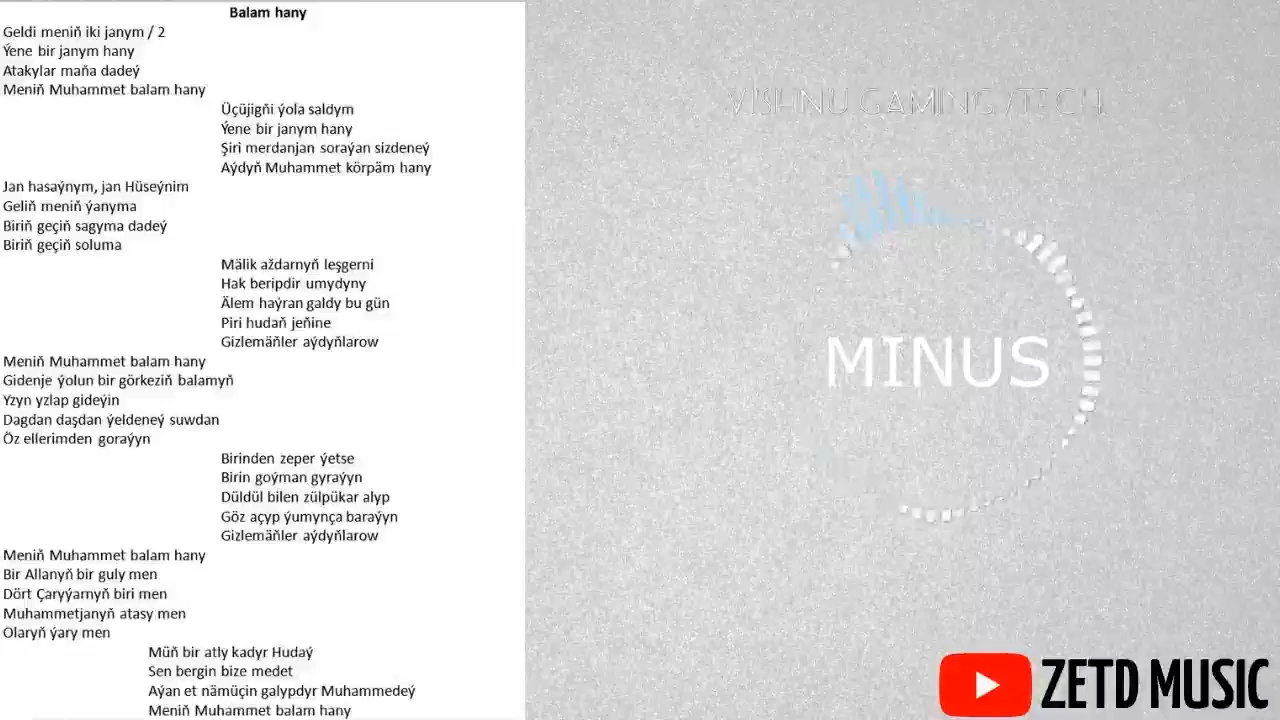 Balam hany
Geldi meniň iki janym / 2
Ýene bir janym hany
Atakylar maňa dadeý
Meniň Muhammet balam hany
Üçüjigňi ýola saldym
Ýene bir janym hany
Şiri merdanjan soraýan sizdeneý
Aýdyň Muhammet körpäm hany
Jan hasaýnym, jan Hüseýnim
Geliň meniň ýanyma
Biriň geçiň sagyma dadeý
Biriň geçiň soluma
Mälik aždarnyň leşgerni
Hak beripdir umydyny
Älem haýran galdy bu gün
Piri hudaň jeňine
Gizlemäňler aýdyňlarow
Meniň Muhammet balam hany
Gidenje ýolun bir görkeziň balamyň
Yzyn yzlap gideýin
Dagdan daşdan ýeldeneý suwdan
Öz ellerimden goraýyn
Birinden zeper ýetse
Birin goýman gyraýyn
Düldül bilen zülpükar alyp
Göz açyp ýumynça baraýyn
Gizlemäňler aýdyňlarow
Meniň Muhammet balam hany
Bir Allanyň bir guly men
Dört Çaryýarnyň biri men
Muhammetjanyň atasy men
Olaryň ýary men
Müň bir atly kadyr Hudaý
Sen bergin bize medet
Aýan et nämüçin galypdyr Muhammedeý
Meniň Muhammet balam hany
VISHNU GAMING /TECH
MINUS
ZETD MUSIC